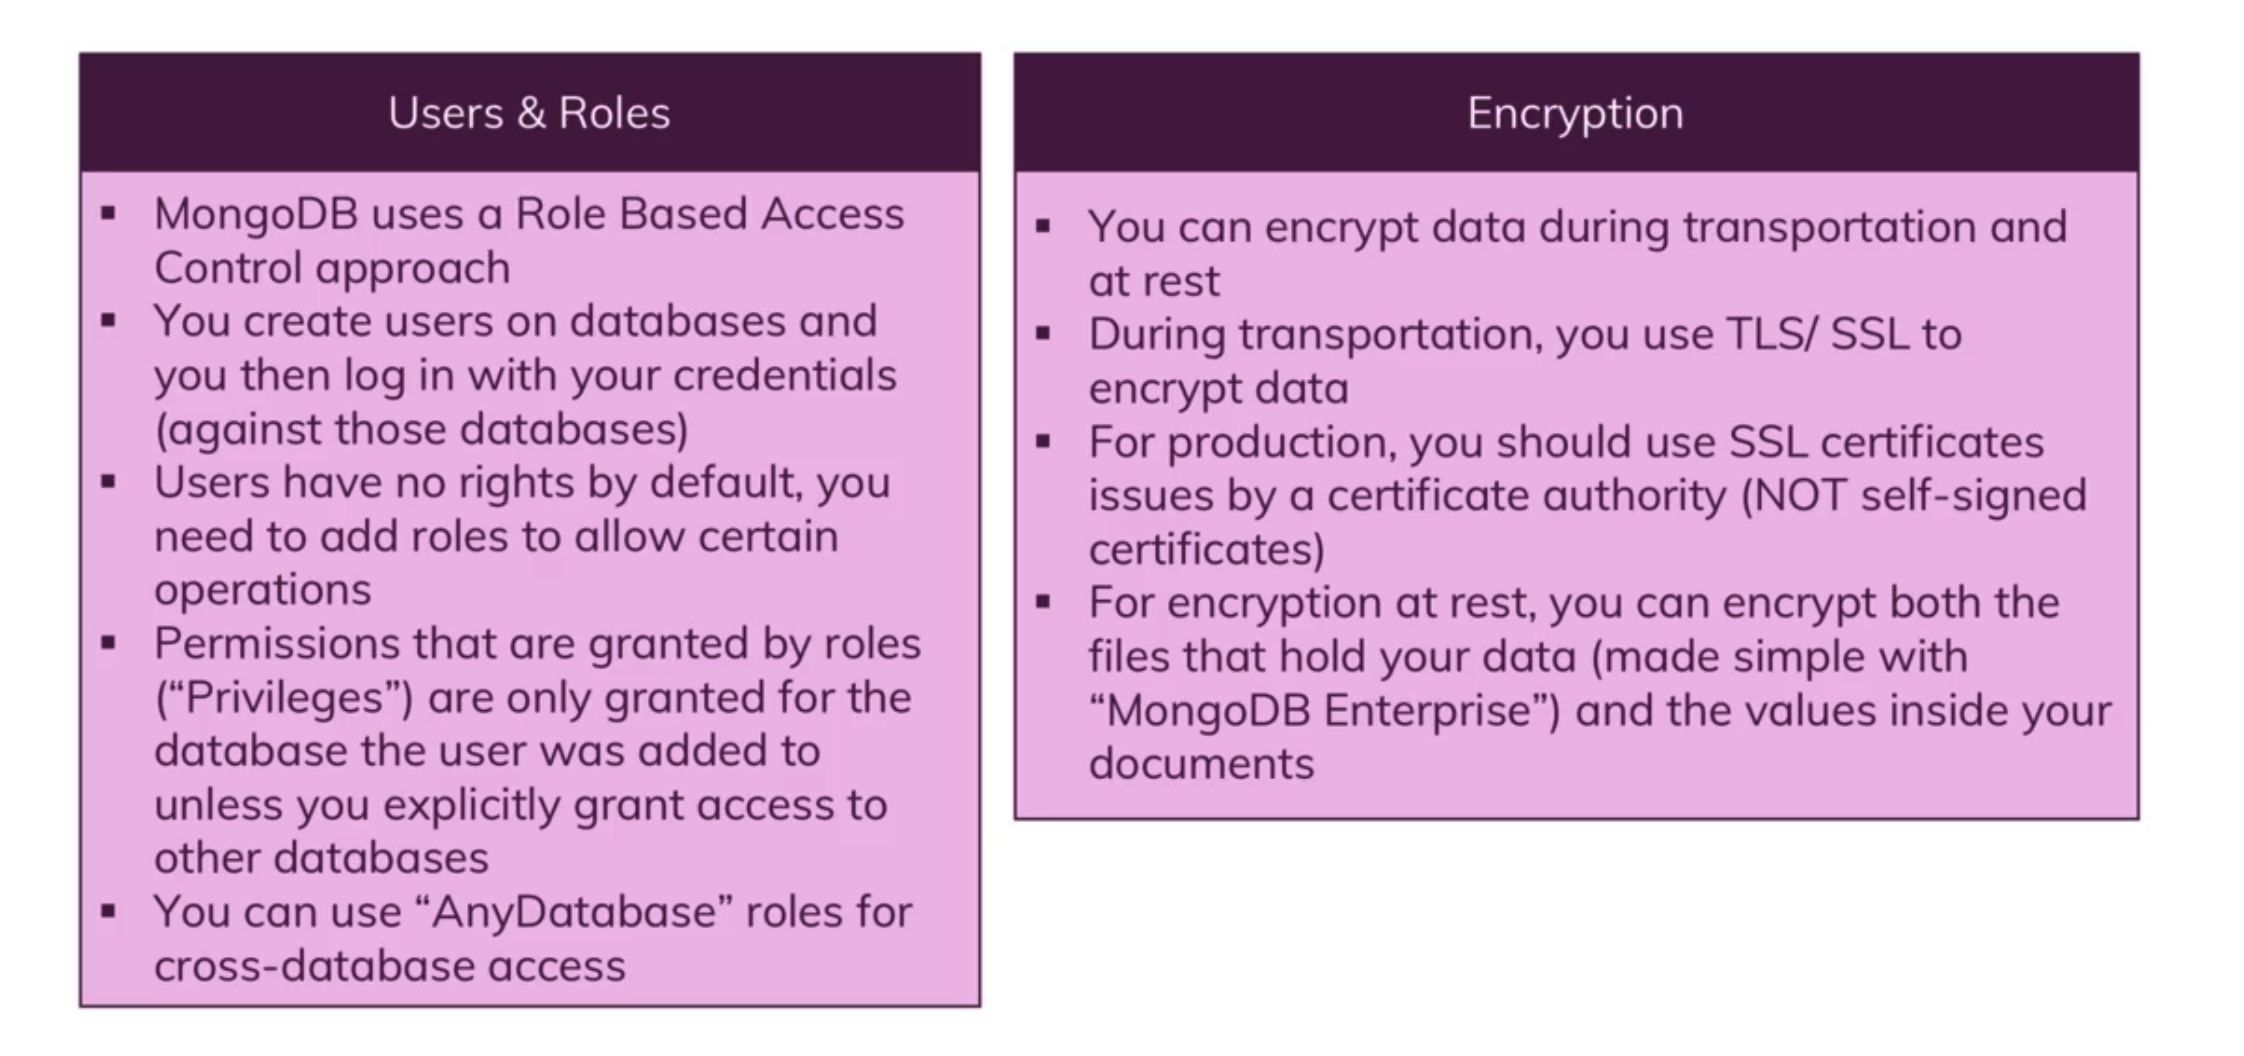 Users & Roles
▪ MongoDB uses a Role Based Access
Control approach
▪ You create users on databases and
you then log in with your credentials
(against those databases)
▪ Users have no rights by default, you
need to add roles to allow certain
operations
▪ Permissions that are granted by roles
(“Privileges”) are only granted for the
database the user was added to
unless you explicitly grant access to
other databases
▪ You can use “AnyDatabase” roles for
cross-database access
Encryption
▪ You can encrypt data during transportation and
at rest
▪ During transportation, you use TLS/ SSL to
encrypt data
▪ For production, you should use SSL certificates
issues by a certificate authority (NOT self-signed
certificates)
▪ For encryption at rest, you can encrypt both the
files that hold your data (made simple with
“MongoDB Enterprise”) and the values inside your
documents